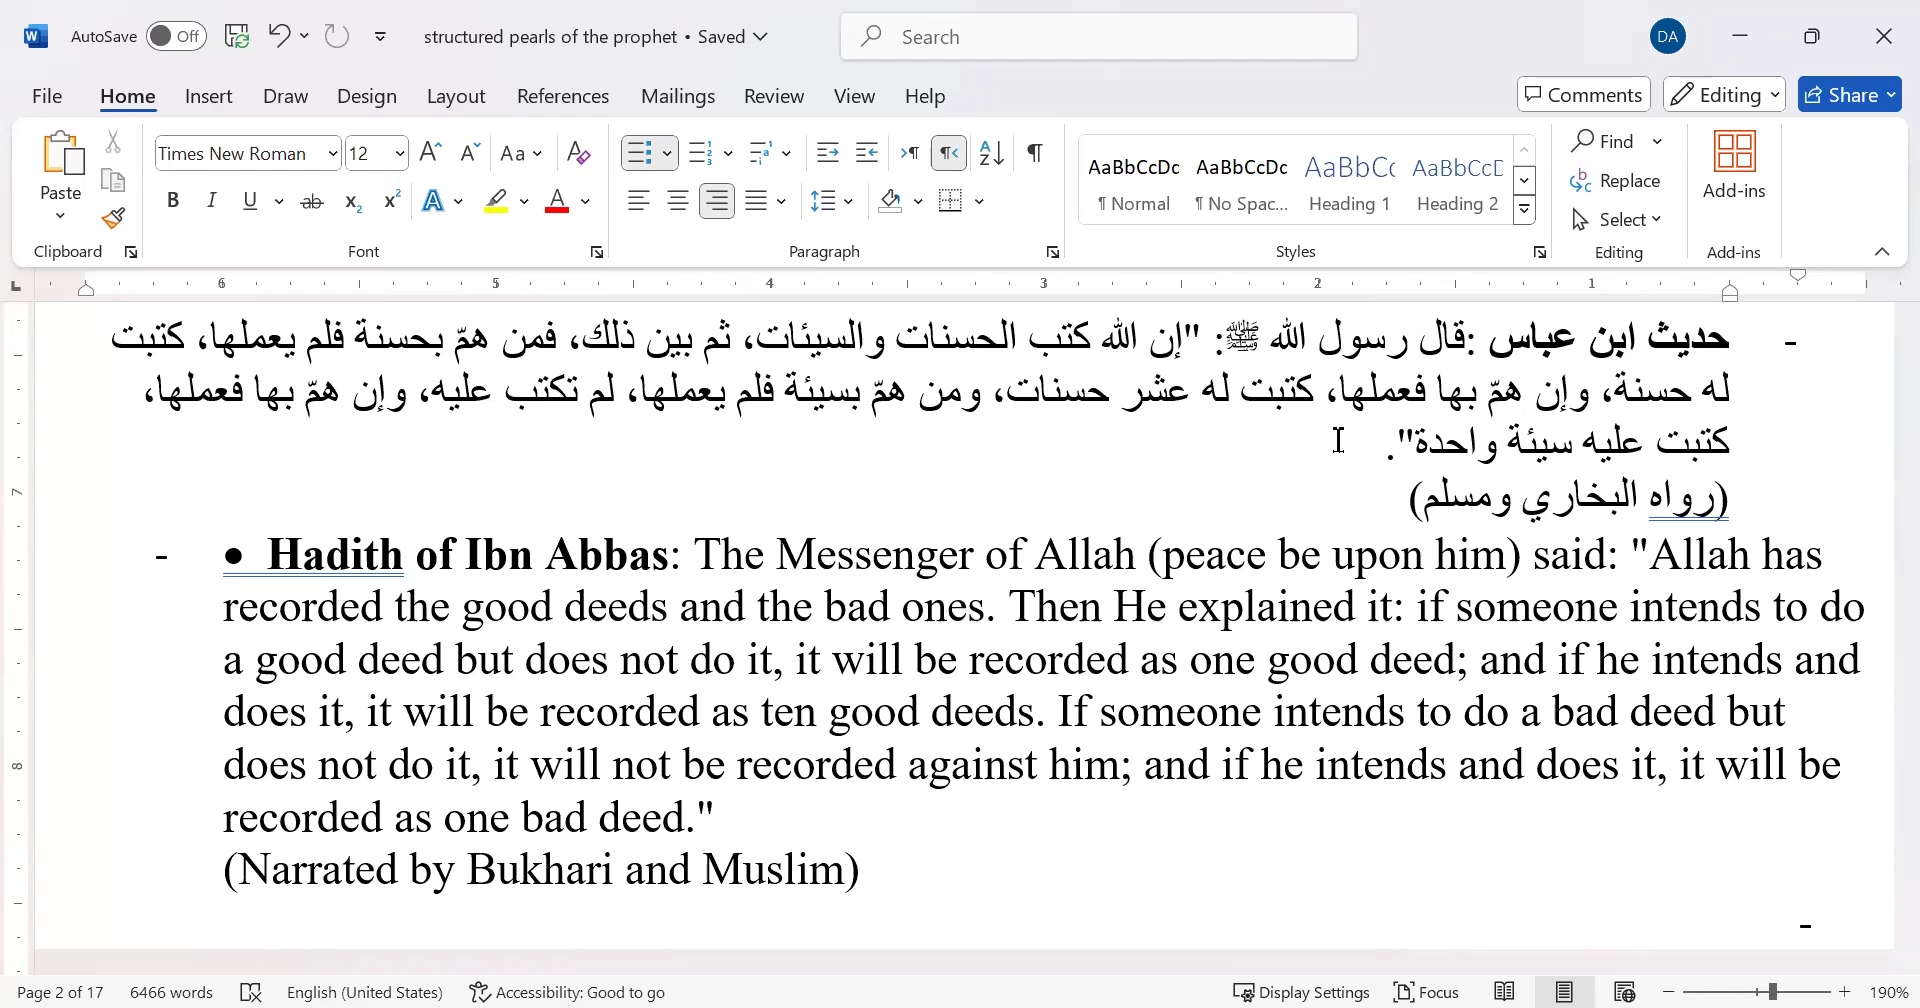 AutoSave Off structured pearls of the prophet • Saved Search DA
File Home Insert Draw Design Layout References Mailings Review View Help Comments Editing Share
Paste
Clipboard
Times New Roman 12
Font
Paragraph
AaBbCcDc AaBbCcDc AaBbCc AaBbCcE
¶ Normal ¶ No Spac... Heading 1 Heading 2
Styles
Find
Replace
Select
Editing
Add-ins
Add-ins
6 5 4 3 2 1
- حديث ابن عباس :قال رسول الله ﷺ: "إن الله كتب الحسنات والسيئات، ثم بين ذلك، فمن همّ بحسنة فلم يعملها، كتبت
له حسنة، وإن همّ بها فعملها، كتبت له عشر حسنات، ومن همّ بسيئة فلم يعملها، لم تكتب عليه، وإن همّ بها فعملها،
كتبت عليه سيئة واحدة".
(رواه البخاري ومسلم)
- ● Hadith of Ibn Abbas: The Messenger of Allah (peace be upon him) said: "Allah has
recorded the good deeds and the bad ones. Then He explained it: if someone intends to do
a good deed but does not do it, it will be recorded as one good deed; and if he intends and
does it, it will be recorded as ten good deeds. If someone intends to do a bad deed but
does not do it, it will not be recorded against him; and if he intends and does it, it will be
recorded as one bad deed."
(Narrated by Bukhari and Muslim)
-
7
8
Page 2 of 17 6466 words English (United States) Accessibility: Good to go Display Settings Focus 190%